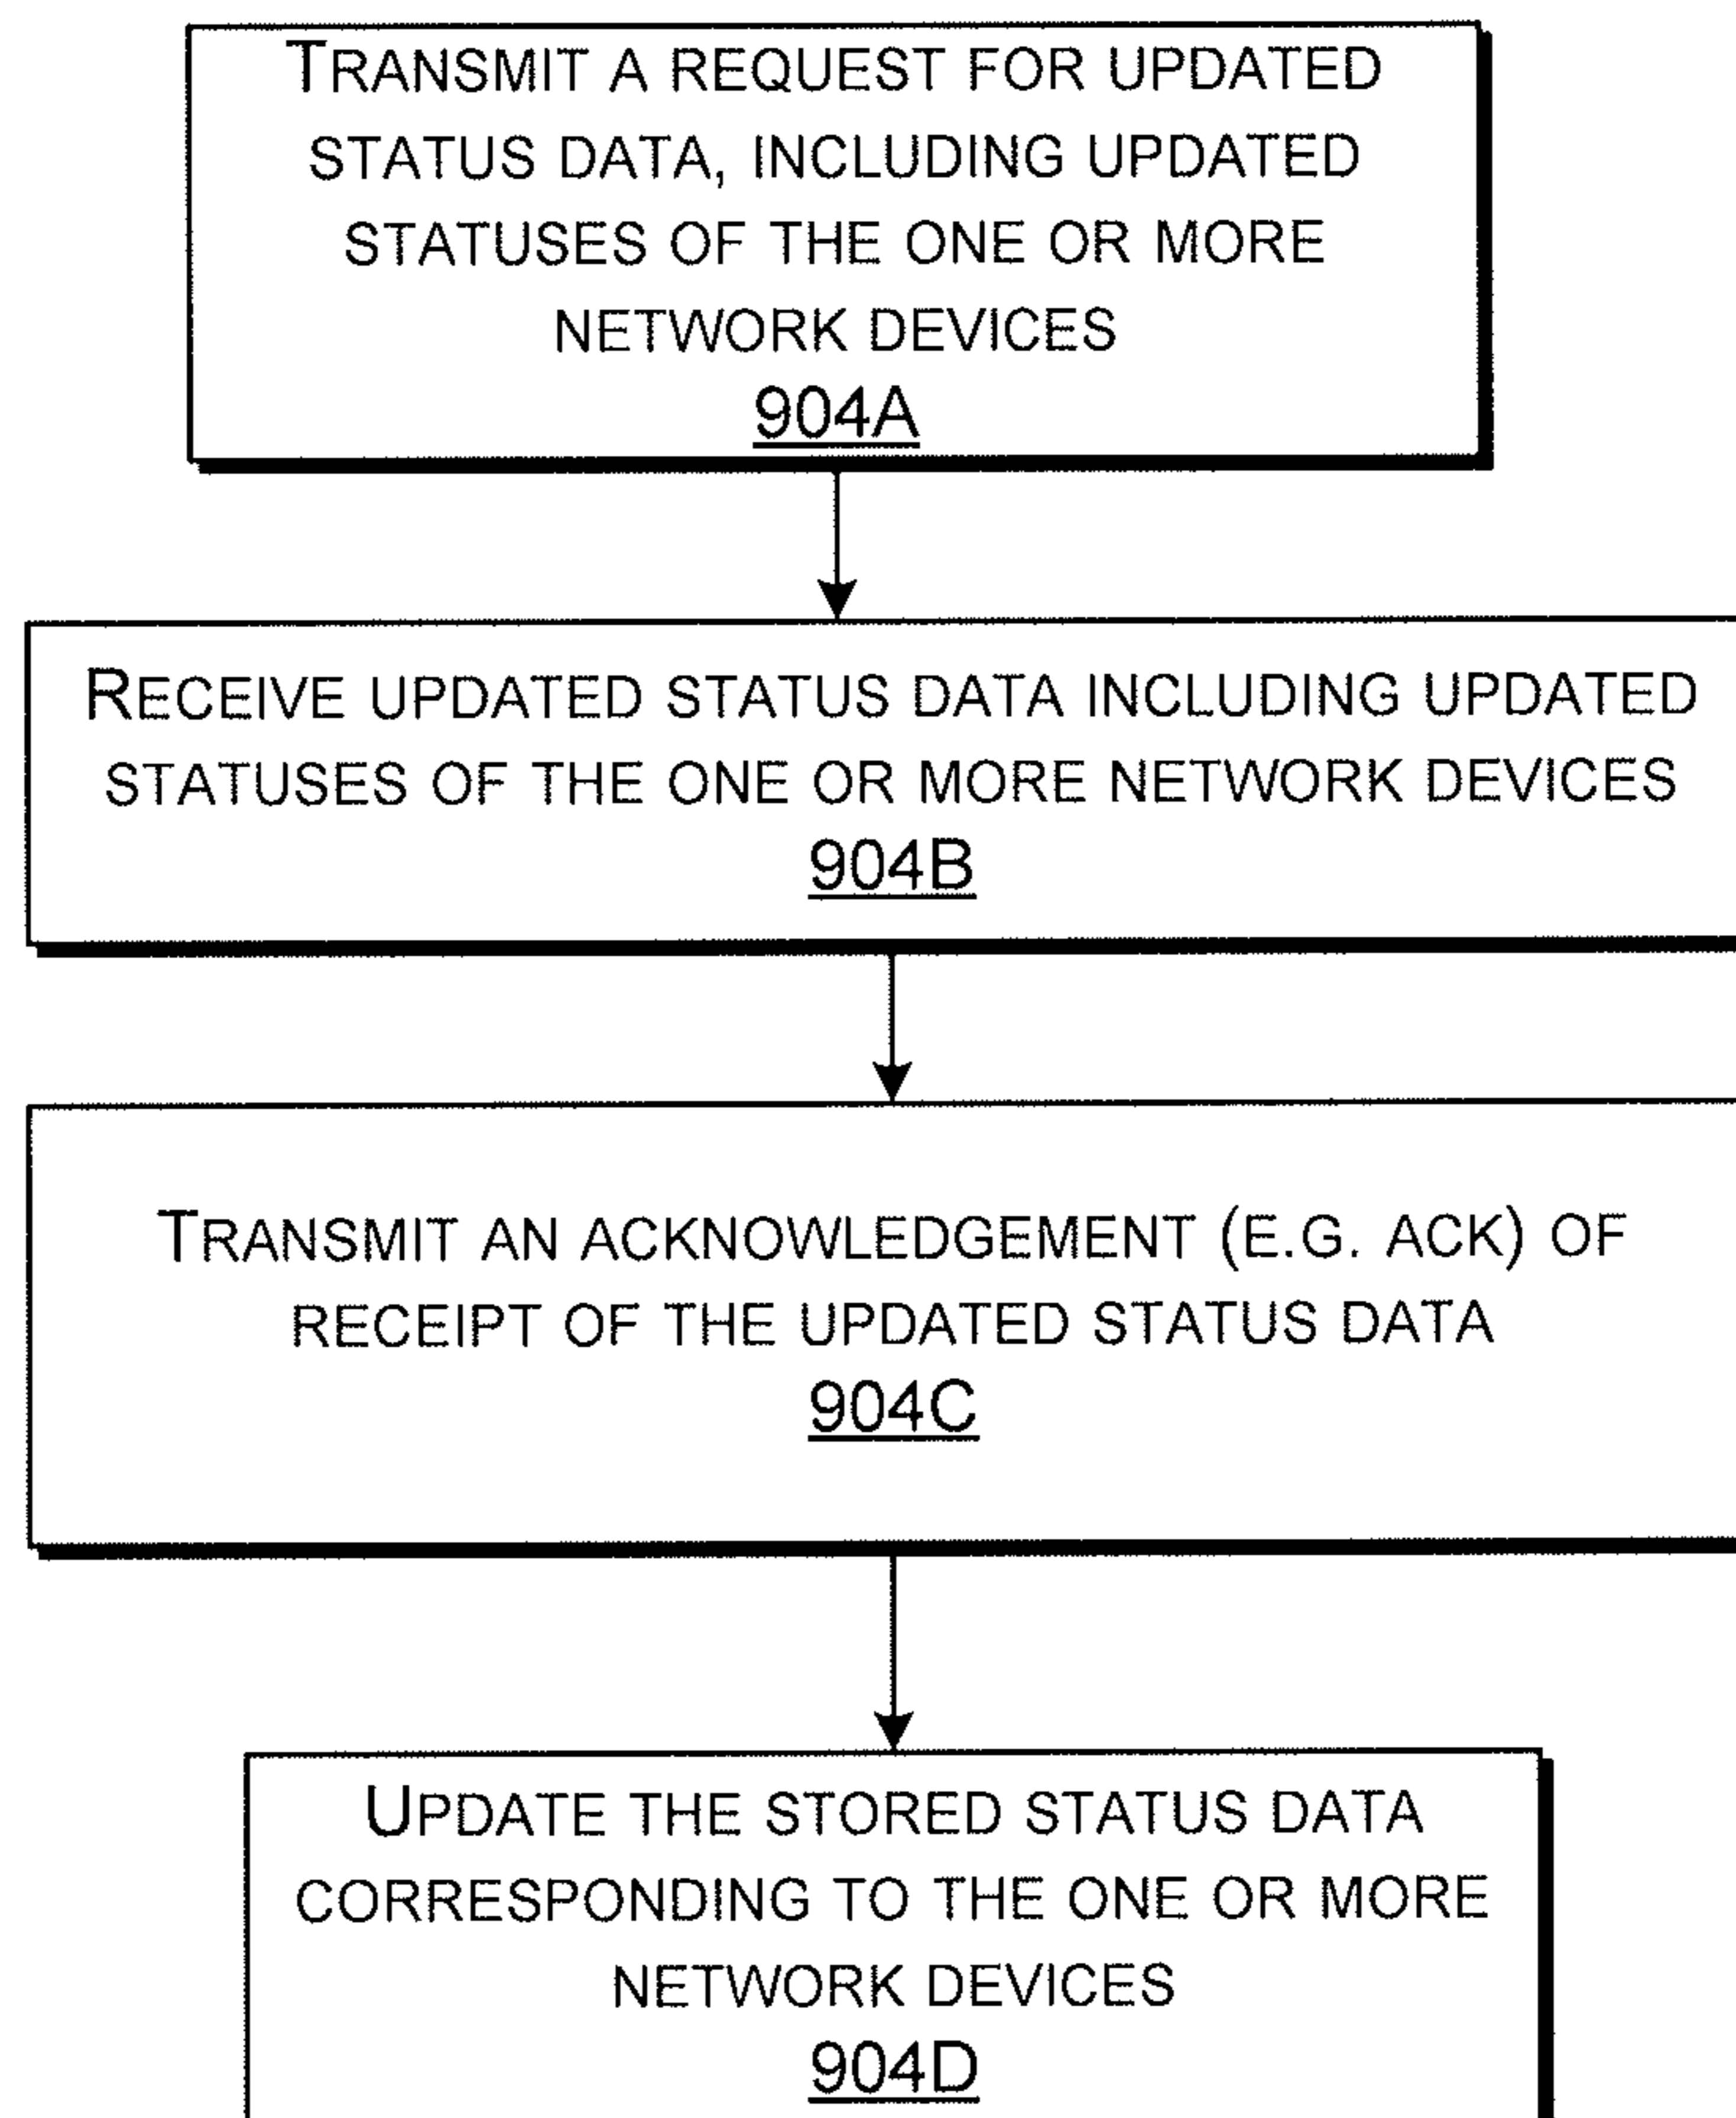 TRANSMIT A REQUEST FOR UPDATED
STATUS DATA, INCLUDING UPDATED
STATUSES OF THE ONE OR MORE
NETWORK DEVICES
904A
RECEIVE UPDATED STATUS DATA INCLUDING UPDATED
STATUSES OF THE ONE OR MORE NETWORK DEVICES
904B
TRANSMIT AN ACKNOWLEDGEMENT (E.G. ACK) OF
RECEIPT OF THE UPDATED STATUS DATA
904C
UPDATE THE STORED STATUS DATA
CORRESPONDING TO THE ONE OR MORE
NETWORK DEVICES
904D